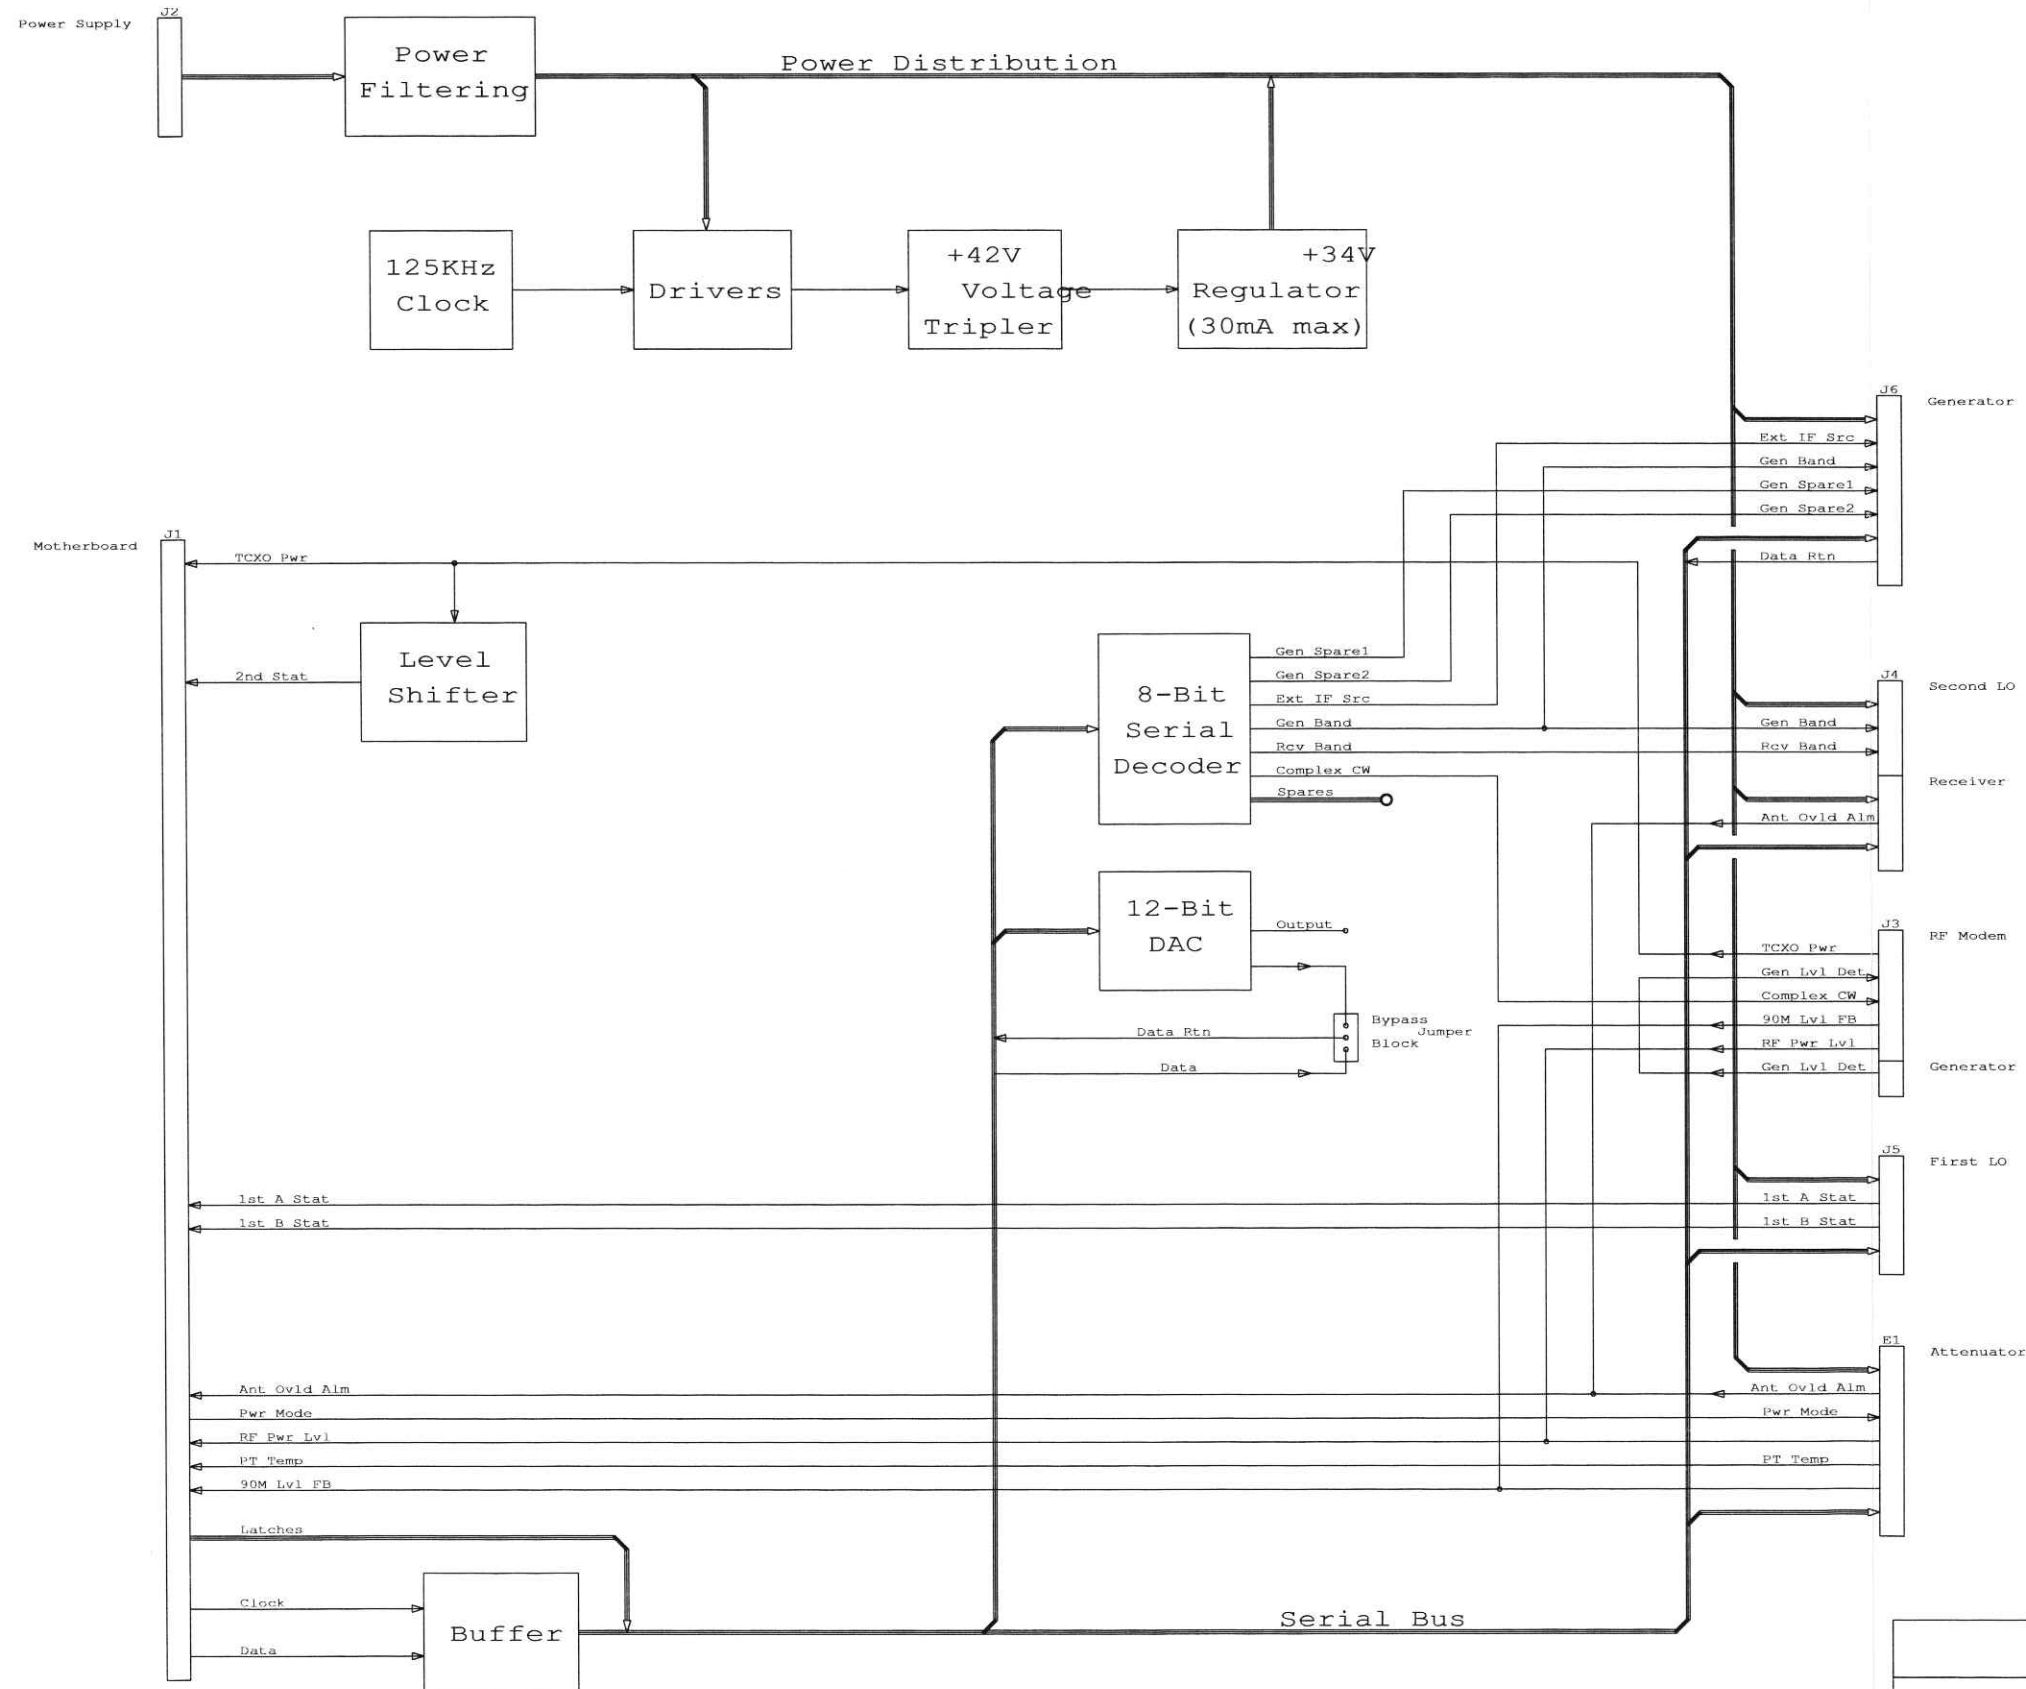 J2
Power Supply
Power
Filtering
Power Distribution
125KHz
Clock
Drivers
+42V
Voltage
Tripler
+34V
Regulator
(30mA max)
J6
Generator
Ext IF Src
Gen Band
Gen Spare1
Gen Spare2
Data Rtn
J1
Motherboard
TCXO Pwr
Level
Shifter
2nd Stat
8-Bit
Serial
Decoder
Gen Spare1
Gen Spare2
Ext IF Src
Gen Band
Rcv Band
Complex CW
Spares
J4
Second LO
Gen Band
Rcv Band
Receiver
Ant Ovld Alm
12-Bit
DAC
Output
Bypass
Jumper
Block
Data Rtn
Data
J3
RF Modem
TCXO Pwr
Gen Lvl Det
Complex CW
90M Lvl FB
RF Pwr Lvl
Gen Lvl Det
Generator
J5
First LO
1st A Stat
1st A Stat
1st B Stat
1st B Stat
E1
Attenuator
Ant Ovld Alm
Ant Ovld Alm
Pwr Mode
Pwr Mode
RF Pwr Lvl
PT Temp
PT Temp
90M Lvl FB
Latches
Clock
Data
Buffer
Serial Bus